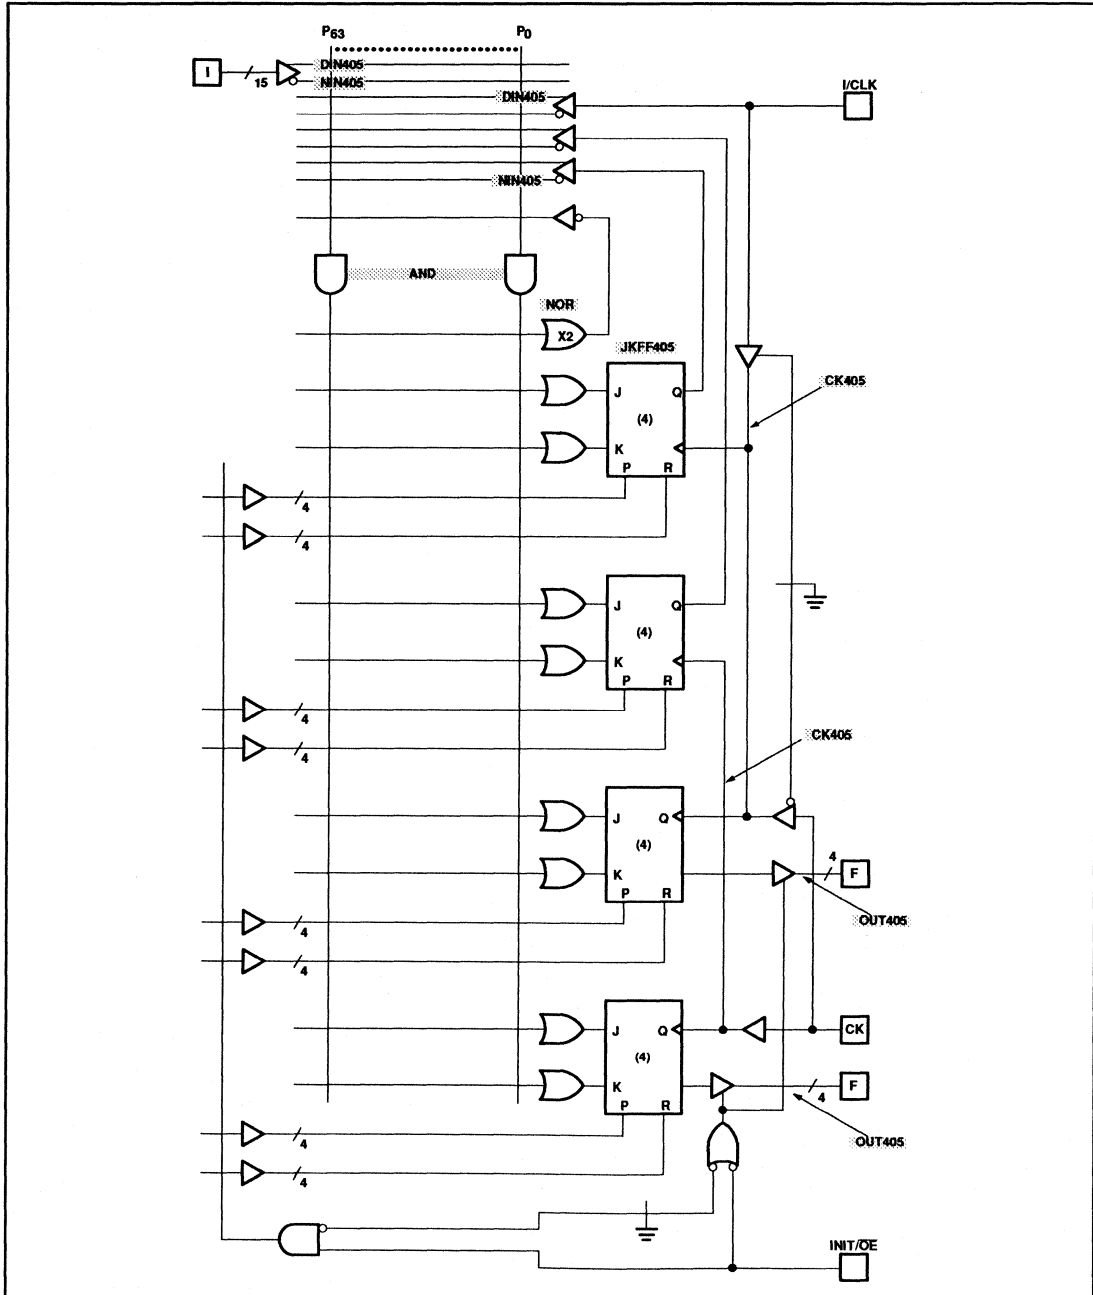 P63 P0
I 15 DIN405
NIN405
DIN405
I/CLK
NIN405
AND
NOR
X2
JKFF405
J Q
CK405
(4)
K
P R
4
4
J Q
(4)
K
P R
4
4
CK405
J Q
(4)
4
K F
P R
OUT405
4
4
J Q CK
(4)
K 4 F
P R
4
OUT405
4
INIT/OE